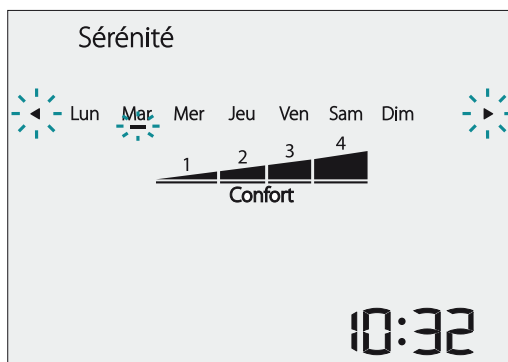 Sérénité
Lun Mar Mer Jeu Ven Sam Dim
1 2 3 4
Confort
10:32